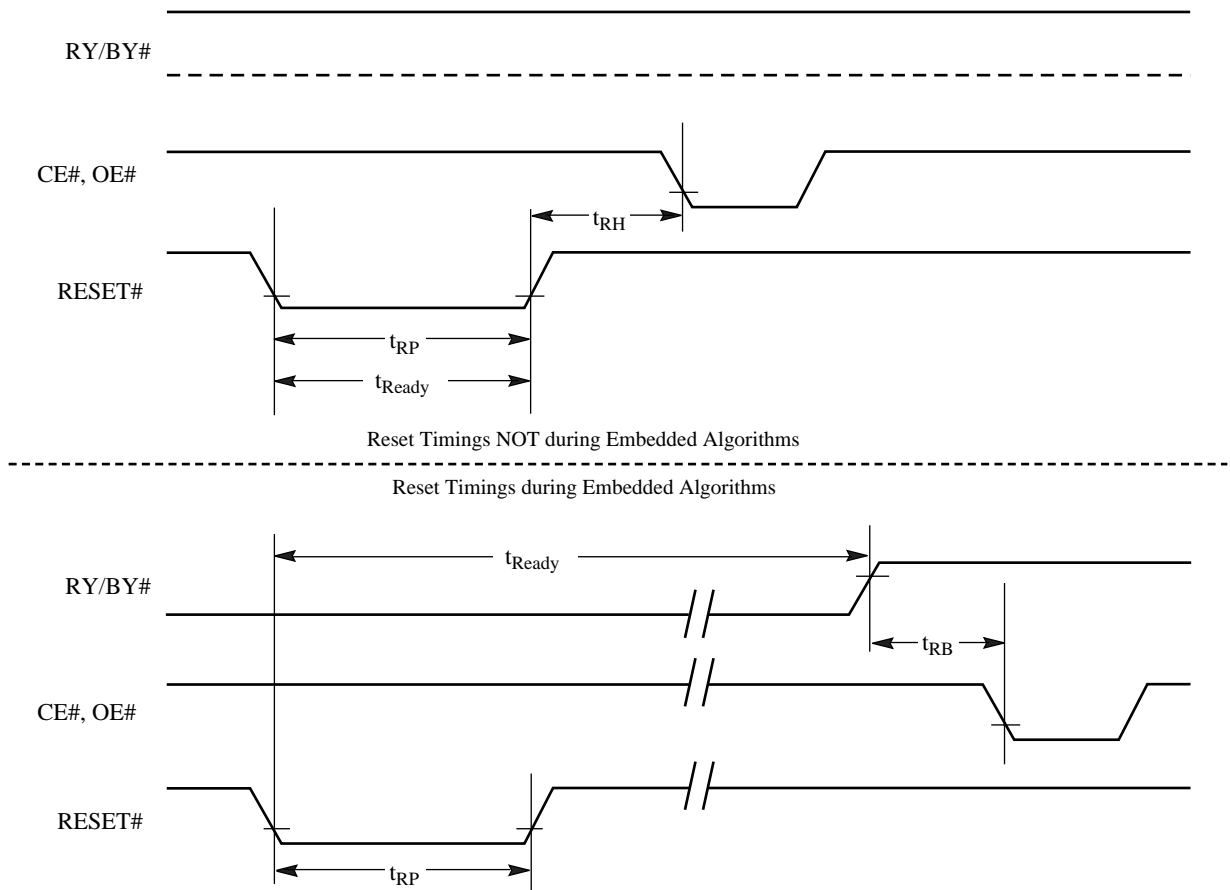 RY/BY#
CE#, OE#
tRH
RESET#
tRP
tReady
Reset Timings NOT during Embedded Algorithms
Reset Timings during Embedded Algorithms
tReady
RY/BY#
tRB
CE#, OE#
RESET#
tRP